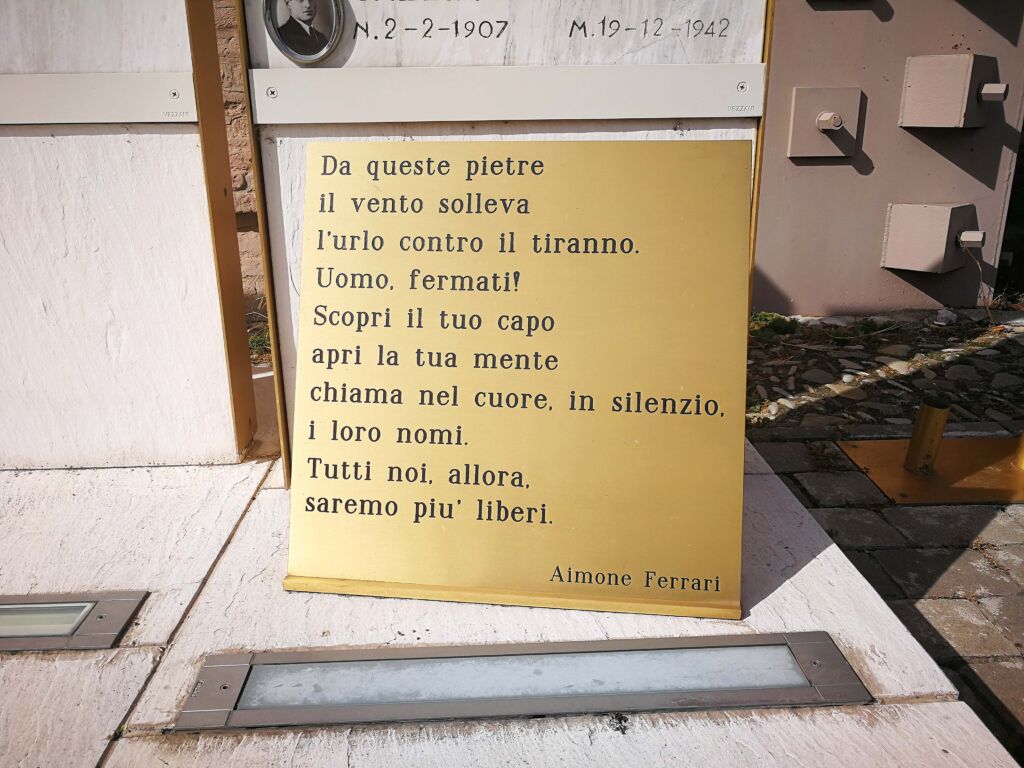 N. 2-2-1907 M. 19-12-1942
VEZZANI VEZZANI
Da queste pietre
il vento solleva
l'urlo contro il tiranno.
Uomo, fermati!
Scopri il tuo capo
apri la tua mente
chiama nel cuore, in silenzio,
i loro nomi.
Tutti noi, allora,
saremo piu' liberi.
Aimone Ferrari